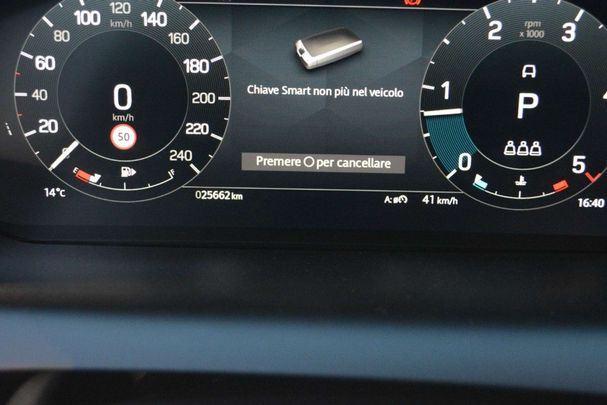 120
100 140
km/h
80 160
60 180
40 0 200
km/h
20 50 220
0 240
E F
14°C
Chiave Smart non più nel veicolo
Premere O per cancellare
025662 km
A: 41 km/h
2 rpm 3
x 1000
1 P 4
0 5
16:40